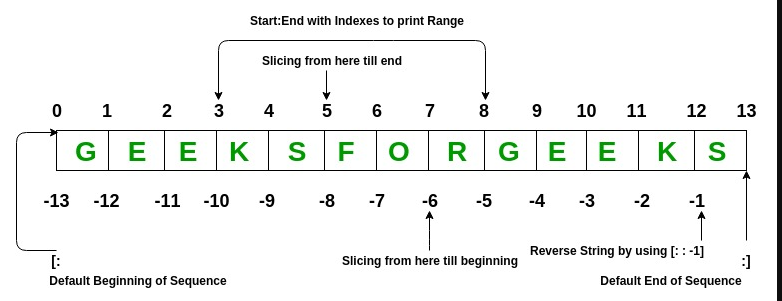 Start:End with Indexes to print Range
Slicing from here till end
0 1 2 3 4 5 6 7 8 9 10 11 12 13
G E E K S F O R G E E K S
-13 -12 -11 -10 -9 -8 -7 -6 -5 -4 -3 -2 -1
Reverse String by using [: : -1]
[: Slicing from here till beginning :]
Default Beginning of Sequence Default End of Sequence